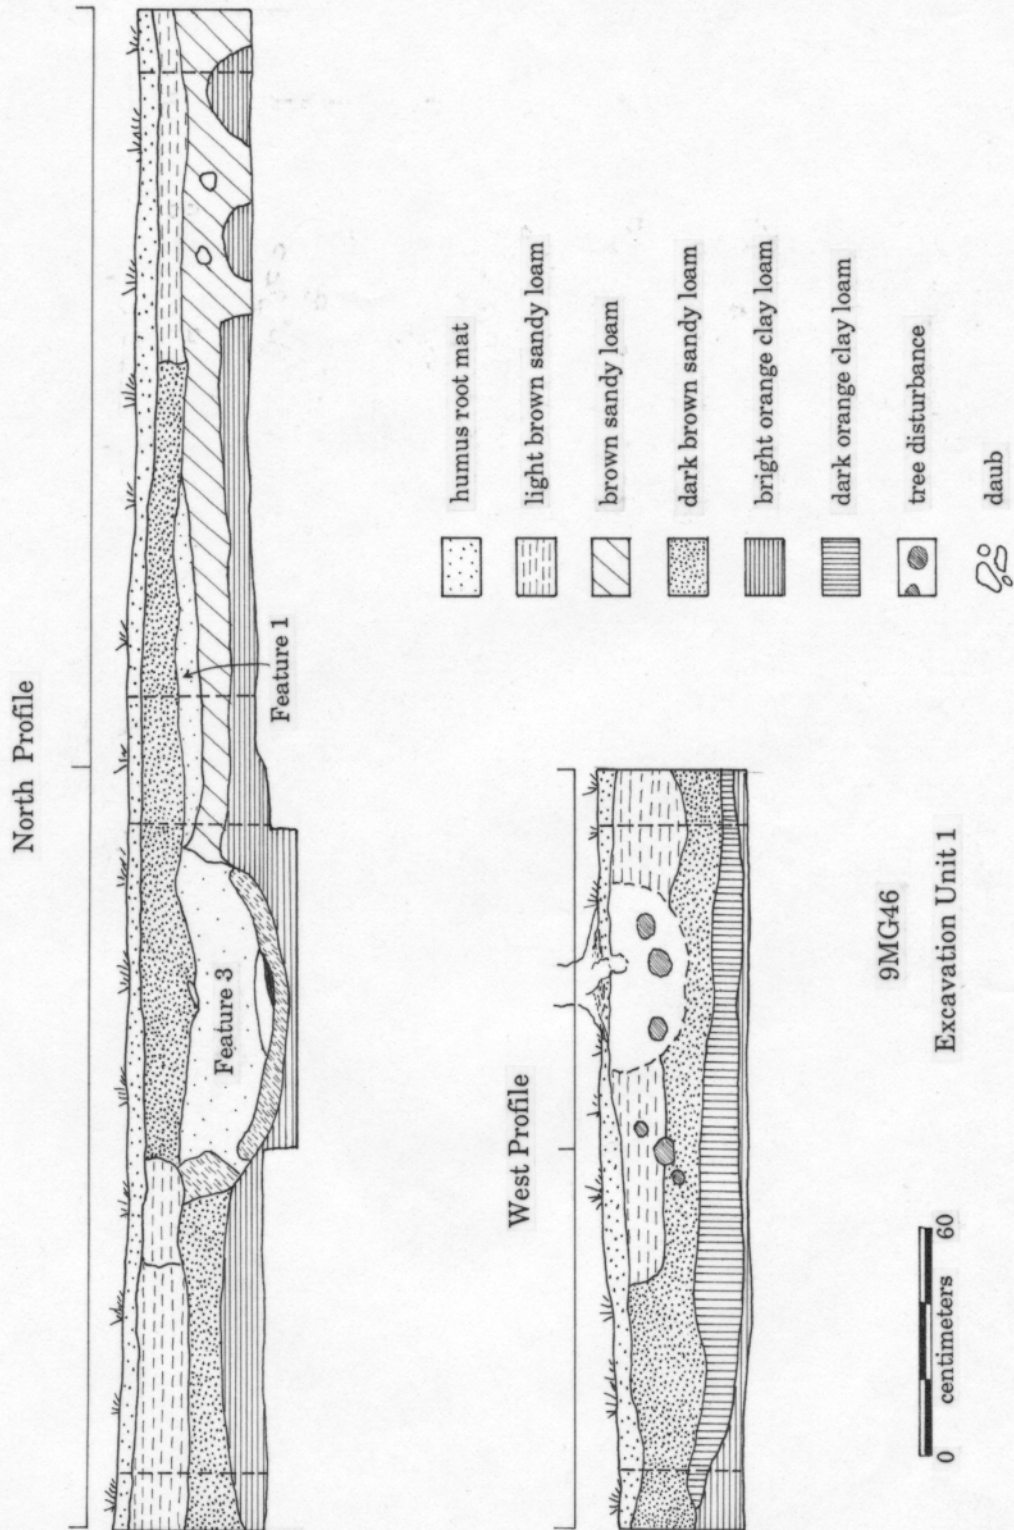 North Profile
Feature 3
Feature 1
West Profile
humus root mat
light brown sandy loam
brown sandy loam
dark brown sandy loam
bright orange clay loam
dark orange clay loam
tree disturbance
daub
0 centimeters 60
9MG46
Excavation Unit 1